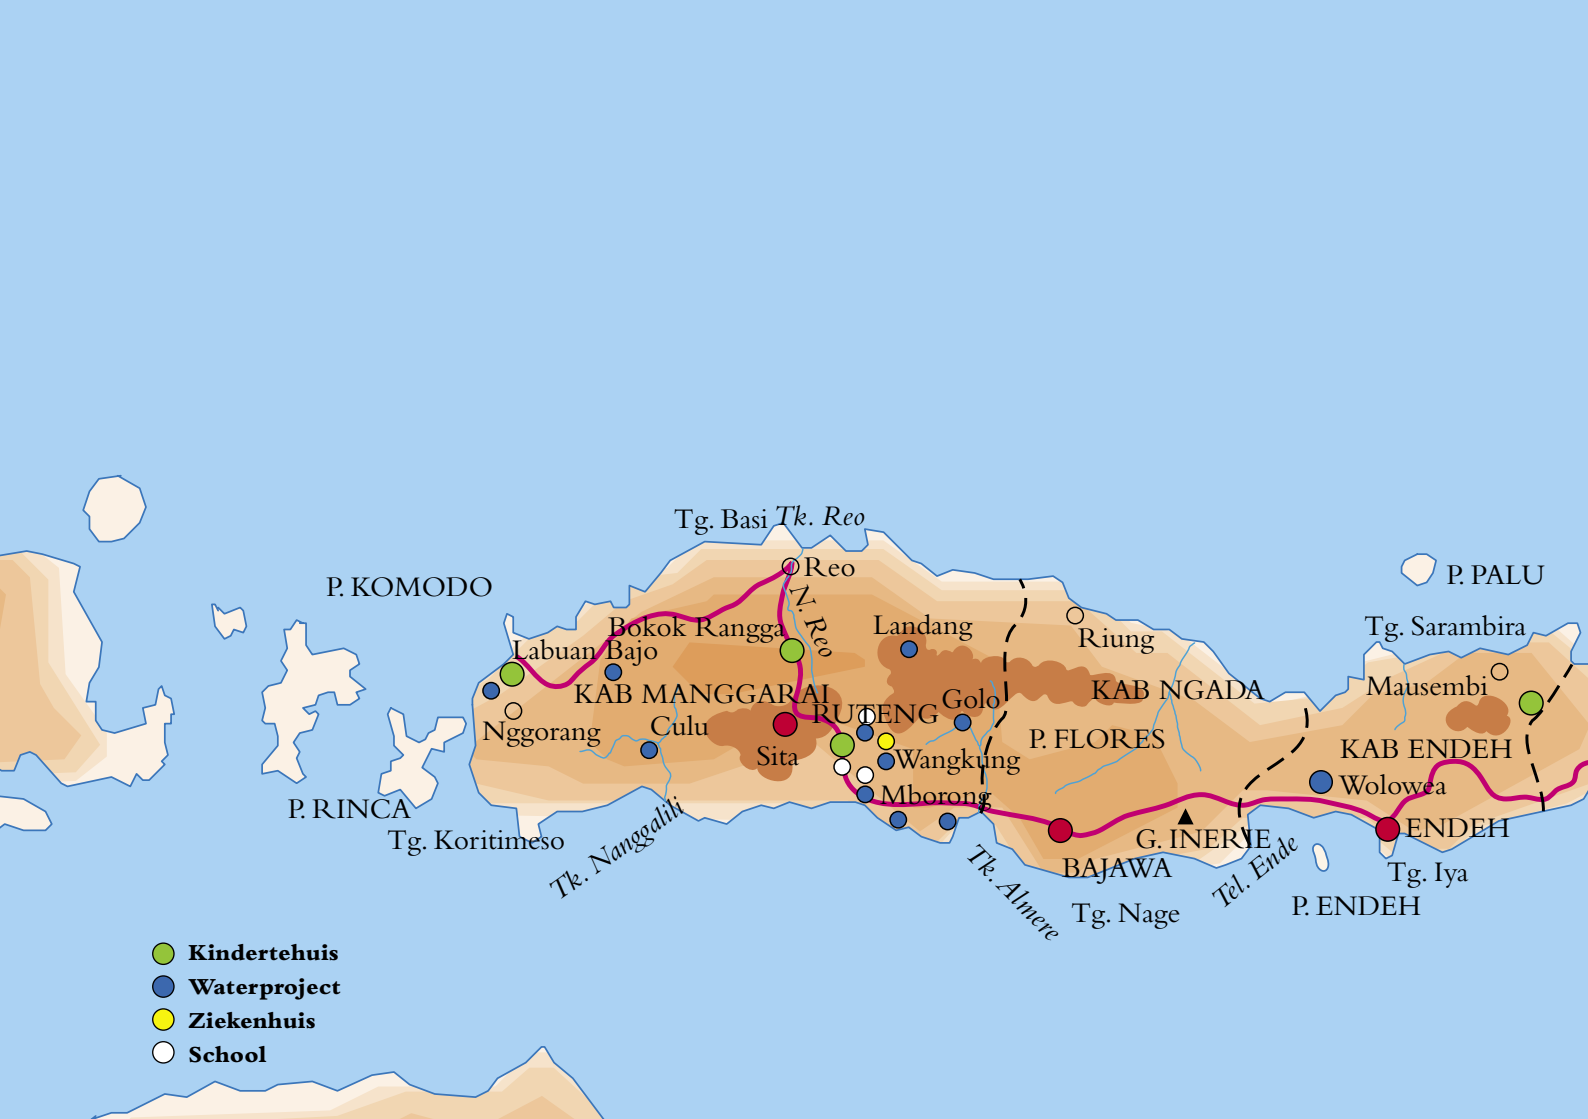 Tg. Basi
Tk. Reo
Reo
P. KOMODO
P. PALU
N. Reo
Bokok Rangga
Landang
Riung
Tg. Sarambira
Labuan Bajo
KAB MANGGARAI
KAB NGADA
Mausembi
Golo
RUTENG
Nggorang
Culu
P. FLORES
KAB ENDEH
Sita
Wangkung
Wolowea
Mborong
P. RINCA
Tg. Koritimeso
Tk. Nanggalili
G. INERIE
ENDEH
BAJAWA
Tel. Ende
Tg. Iya
Tk. Almere
Tg. Nage
P. ENDEH
Kindertehuis
Waterproject
Ziekenhuis
School